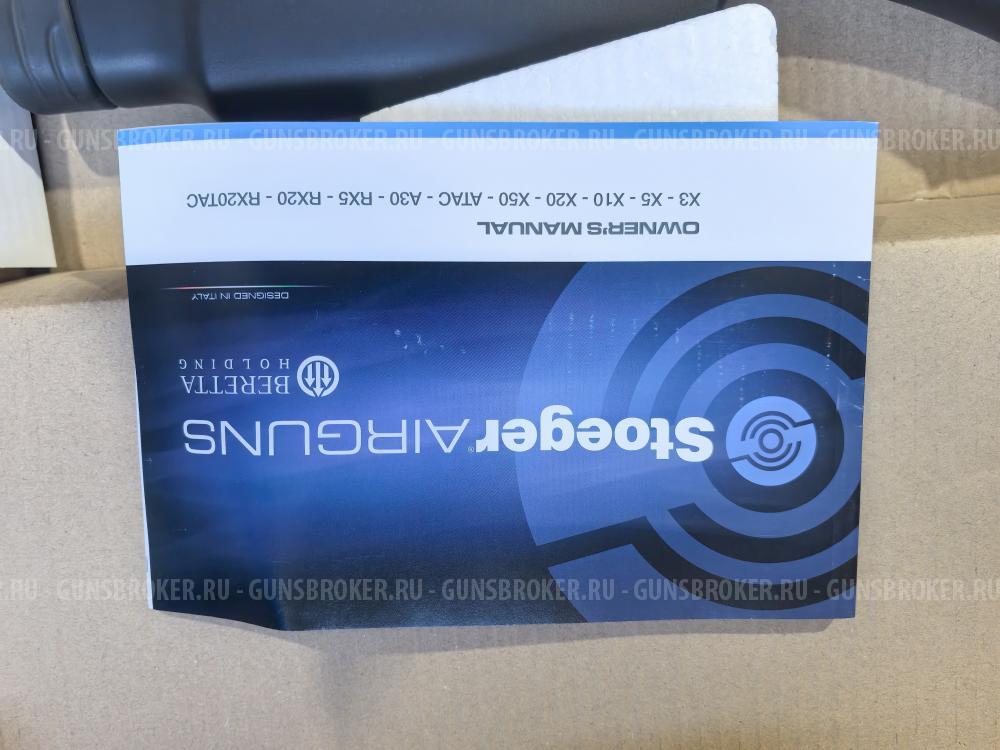 GUNSBROKER.RU - GUNSBROKER.RU - GUNSBROKER.RU - GUNSBROKER.RU - GUNSBROKER.RU
Stoeger® AIRGUNS
BERETTA
HOLDING
DESIGNED IN ITALY
OWNER'S MANUAL
X3 - X5 - X10 - X20 - X50 - ATAC - A30 - RX5 - RX20 - RX20TAC
.RU - GUNSBROKER.RU - GUNSBROKER.RU - GUNSBROKER.RU - GUNSBROKER.RU - GUNSBROKER.RU